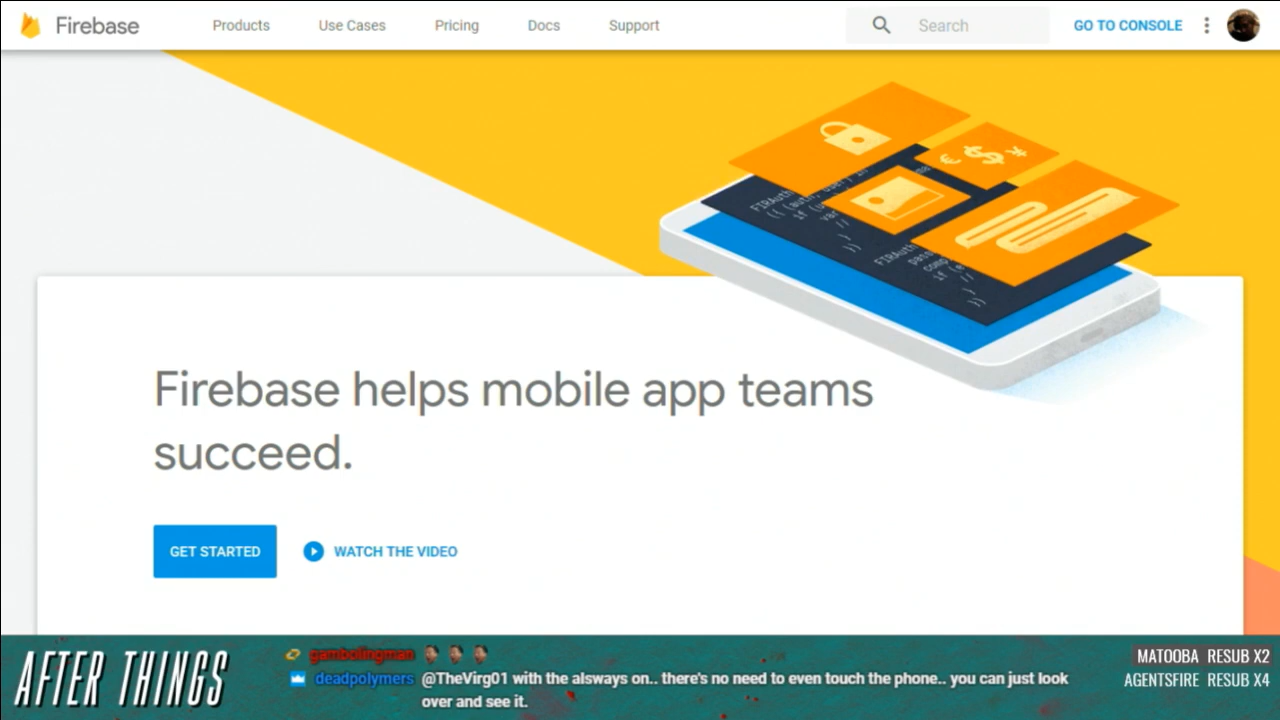 Firebase
Products
Use Cases
Pricing
Docs
Support
Search
GO TO CONSOLE
Firebase helps mobile app teams
succeed.
GET STARTED
WATCH THE VIDEO
AFTER THINGS
gambolingman
deadpolymers @TheVirg01 with the alsways on.. there's no need to even touch the phone.. you can just look
over and see it.
MATOOBA RESUB X2
AGENTSFIRE RESUB X4